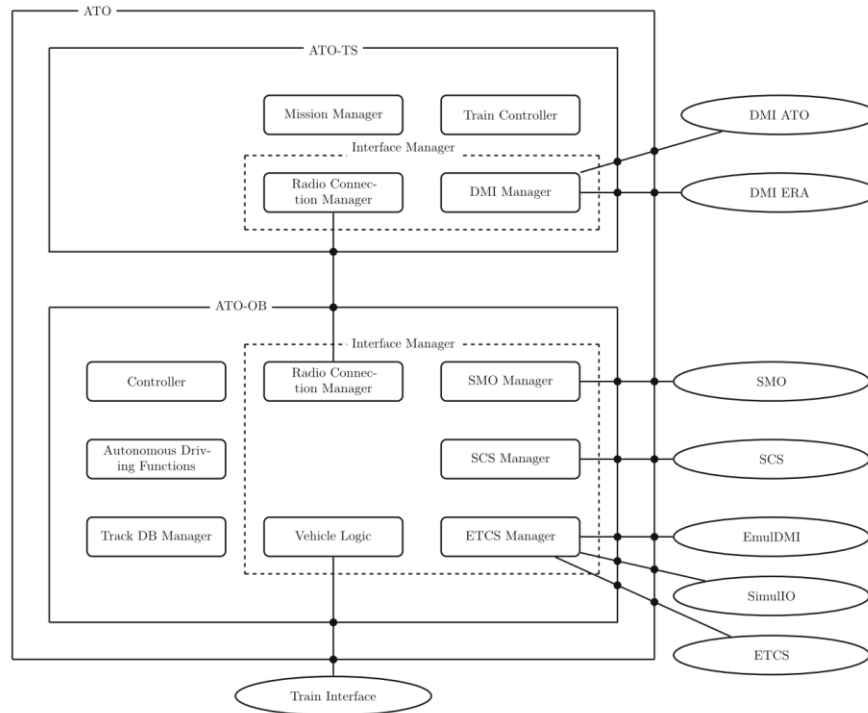 ATO
ATO-TS
Mission Manager
Train Controller
DMI ATO
Interface Manager
Radio Connec-
tion Manager
DMI Manager
DMI ERA
ATO-OB
Interface Manager
Controller
Radio Connec-
tion Manager
SMO Manager
SMO
Autonomous Driv-
ing Functions
SCS Manager
SCS
Track DB Manager
Vehicle Logic
ETCS Manager
EmulDMI
SimulIO
ETCS
Train Interface